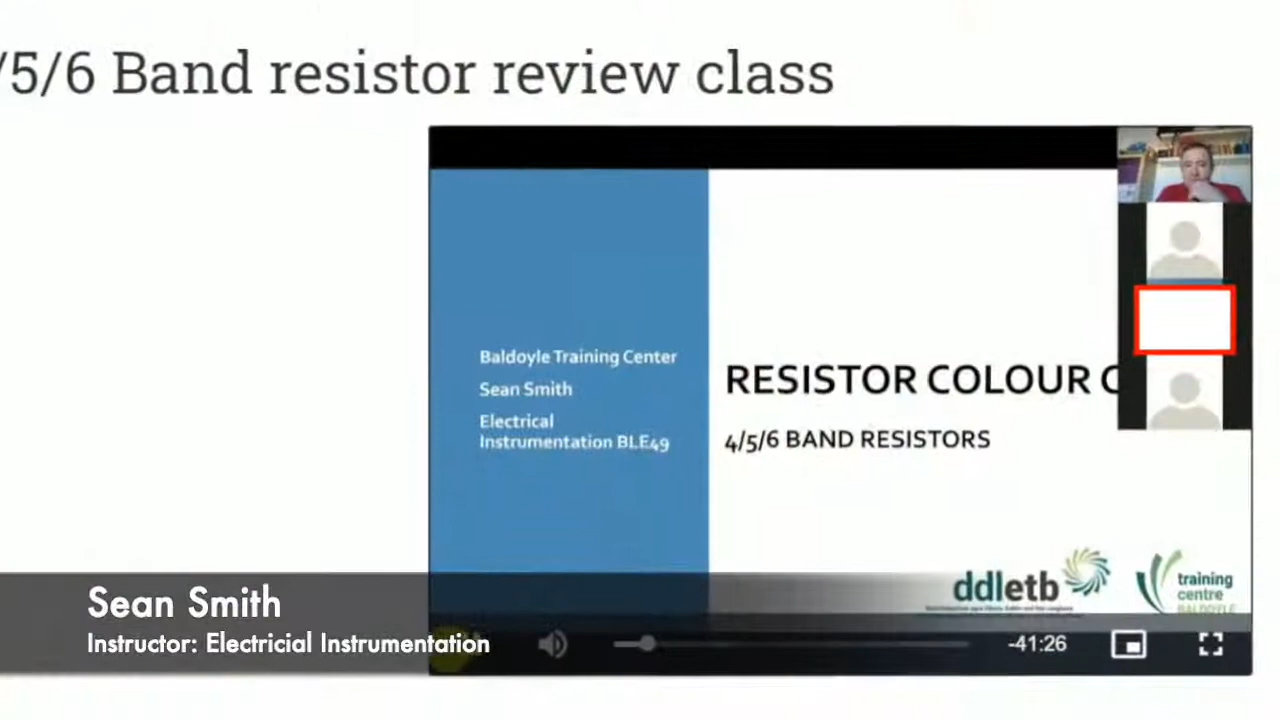 /5/6 Band resistor review class
Baldoyle Training Center
Sean Smith
Electrical
Instrumentation BLE49
RESISTOR COLOUR C
4/5/6 BAND RESISTORS
ddletb
training
centre
BALDOYLE
Sean Smith
Instructor: Electricial Instrumentation
-41:26